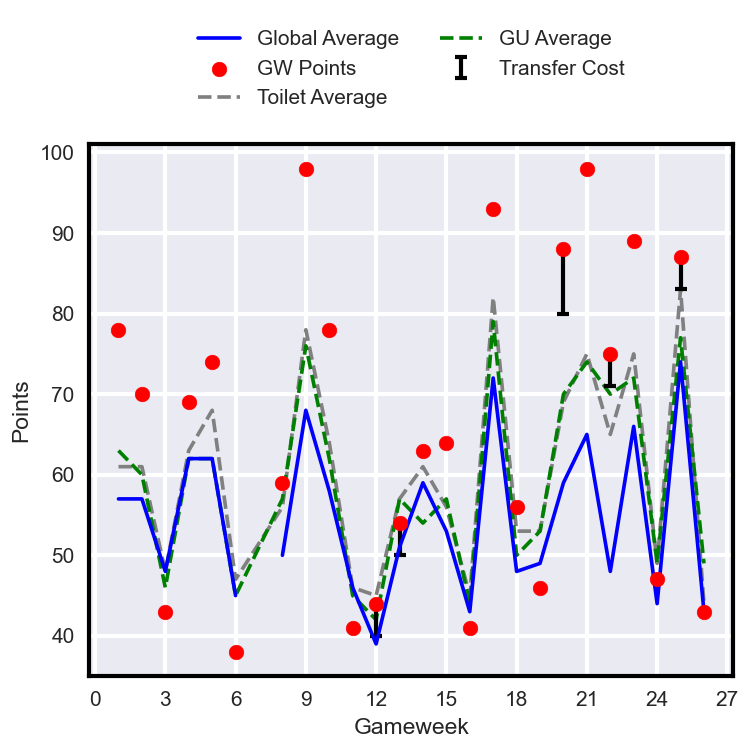 Global Average GU Average
GW Points Transfer Cost
Toilet Average
100
90
80
70
60
50
40
Points
0 3 6 9 12 15 18 21 24 27
Gameweek